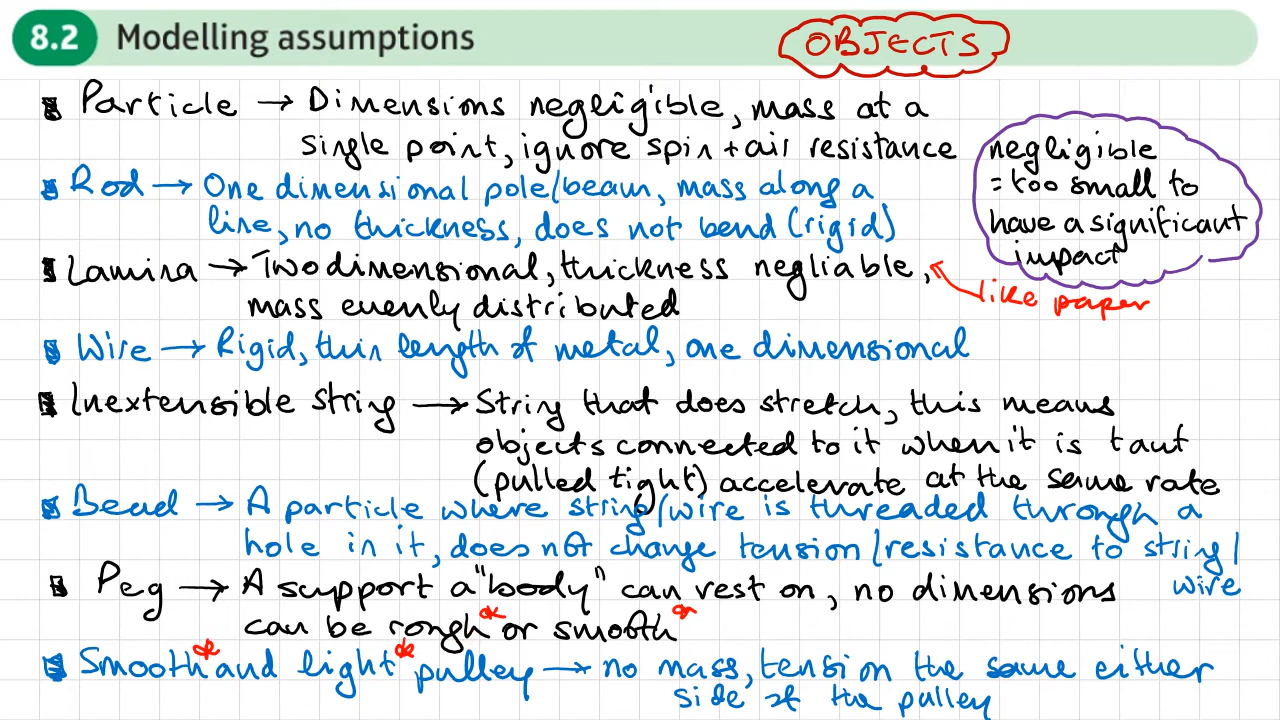 8.2 Modelling assumptions
OBJECTS
Particle → Dimensions negligible, mass at a
single point, ignore spin + air resistance
negligible
= too small to
have a significant
impact
Rod → One dimensional pole/beam, mass along a
line, no thickness, does not bend (rigid)
Lamina → Two dimensional, thickness negliable,
mass evenly distributed
like paper
Wire → Rigid, thin length of metal, one dimensional
Inextensible string → String that does stretch, this means
objects connected to it when it is taut
(pulled tight) accelerate at the same rate
Bead → A particle where string/wire is threaded through a
hole in it, does not change tension/resistance to string/
wire
Peg → A support a "body" can rest on, no dimensions
can be rough* or smooth*
Smooth* and light* pulley → no mass, tension the same either
side of the pulley